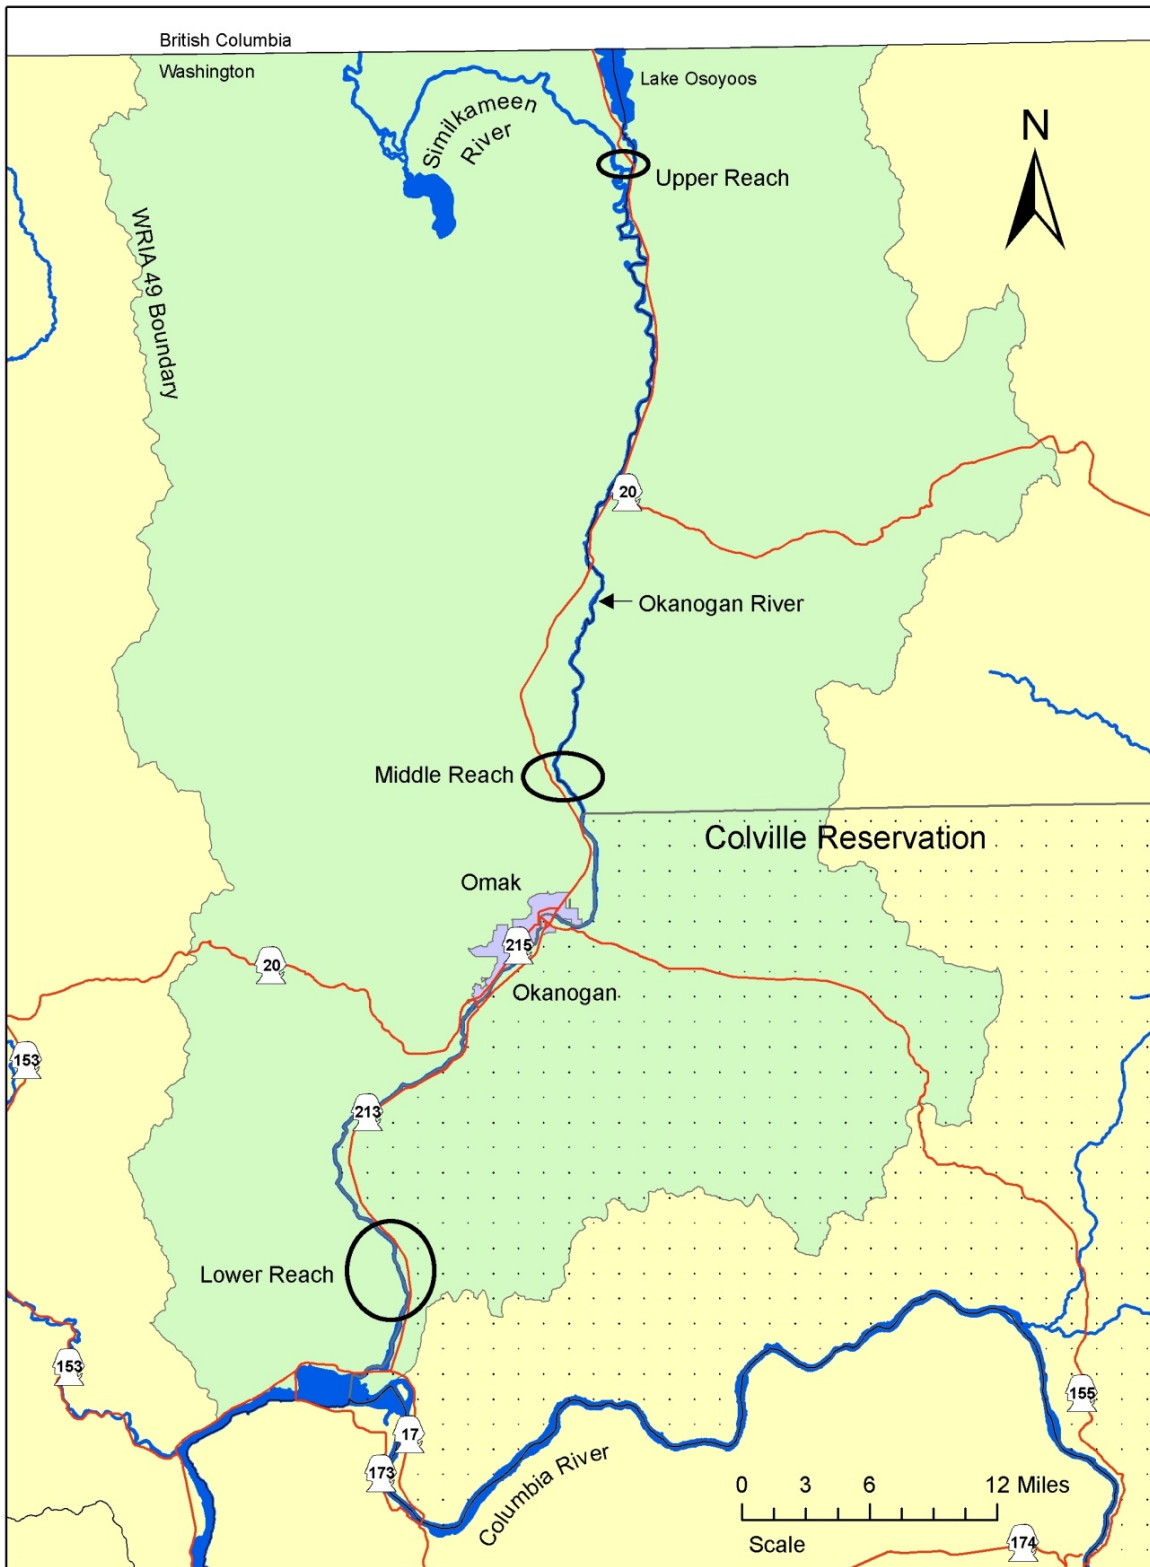 British Columbia
Washington
Lake Osoyoos
Similkameen
River
N
Upper Reach
WRIA 49 Boundary
20
Okanogan River
Middle Reach
Colville Reservation
Omak
215
20
Okanogan
153
213
Lower Reach
153
155
17
173
Columbia River
0 3 6 12 Miles
Scale
174